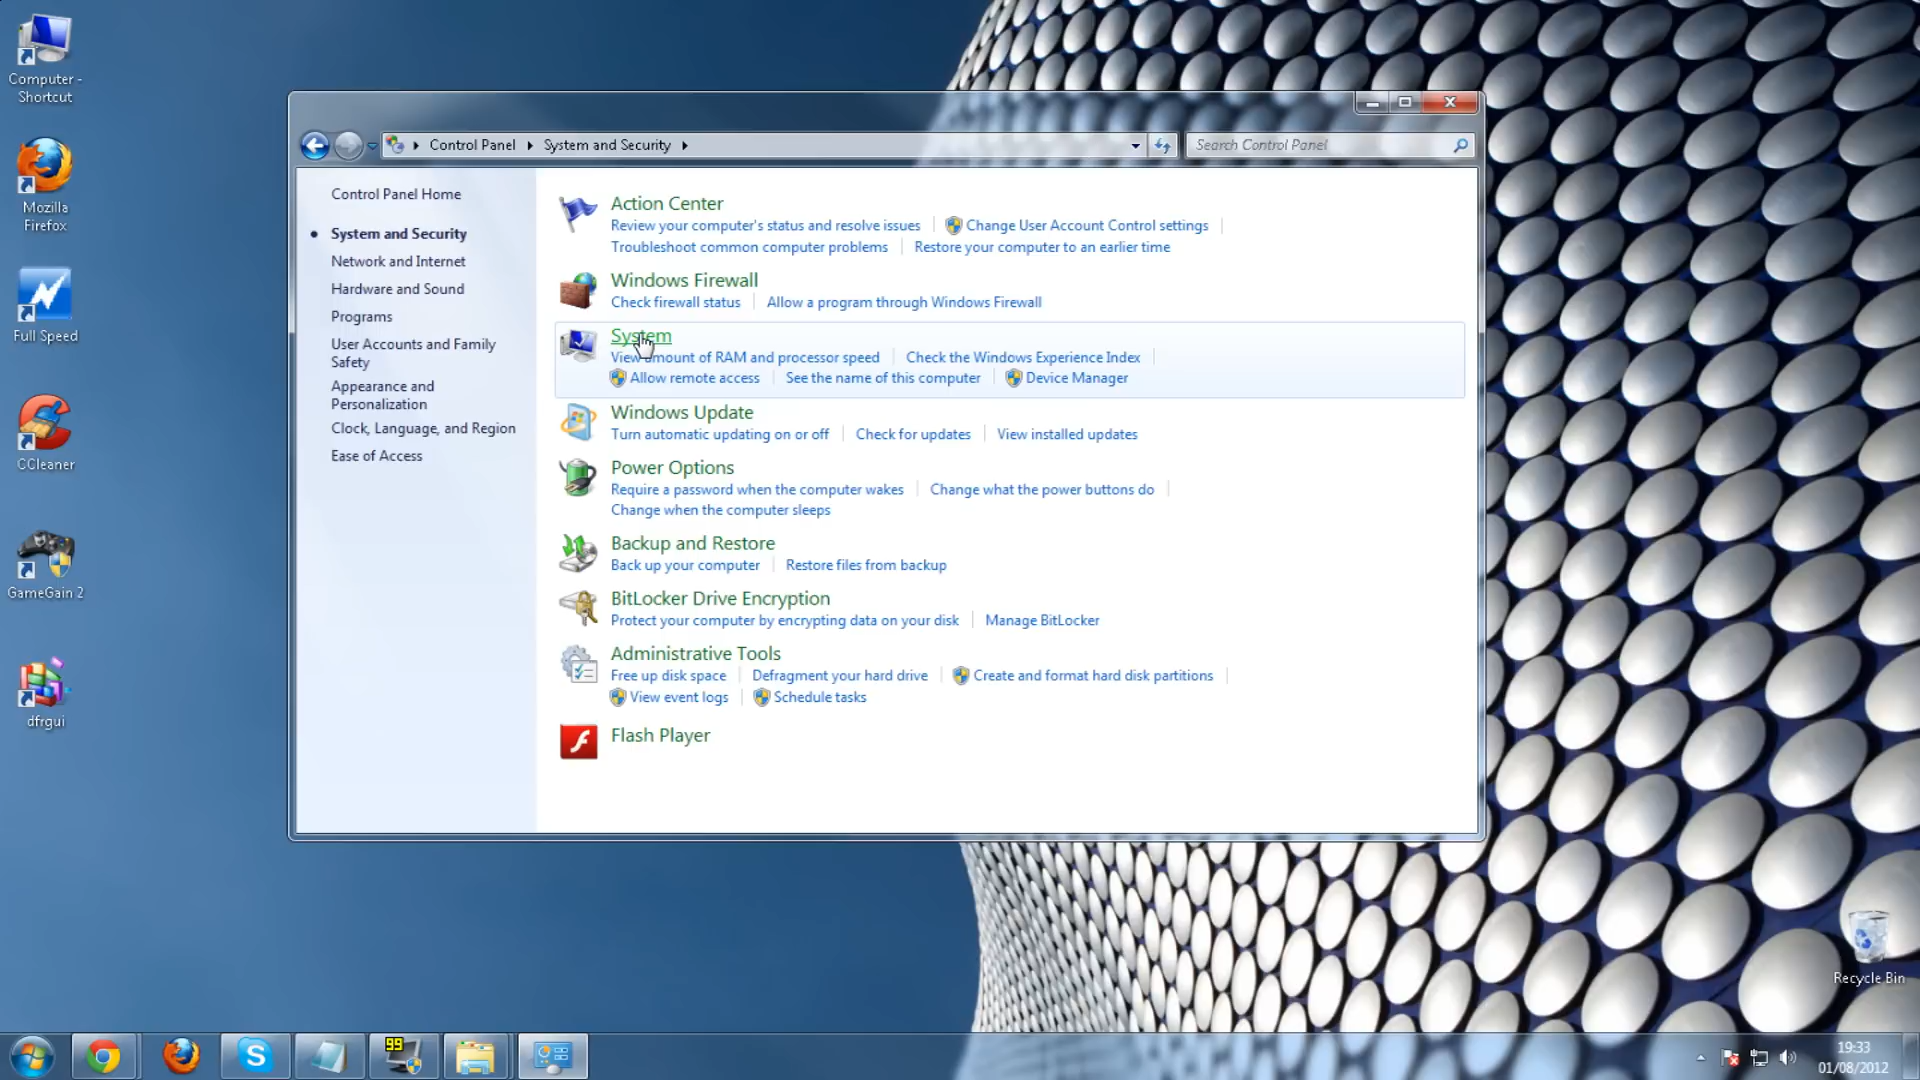 Computer -
Shortcut
Mozilla
Firefox
Full Speed
CCleaner
GameGain 2
dfrgui
Control Panel
System and Security
Search Control Panel
Control Panel Home
System and Security
Network and Internet
Hardware and Sound
Programs
User Accounts and Family
Safety
Appearance and
Personalization
Clock, Language, and Region
Ease of Access
Action Center
Review your computer's status and resolve issues
Change User Account Control settings
Troubleshoot common computer problems
Restore your computer to an earlier time
Windows Firewall
Check firewall status
Allow a program through Windows Firewall
System
View amount of RAM and processor speed
Check the Windows Experience Index
Allow remote access
See the name of this computer
Device Manager
Windows Update
Turn automatic updating on or off
Check for updates
View installed updates
Power Options
Require a password when the computer wakes
Change what the power buttons do
Change when the computer sleeps
Backup and Restore
Back up your computer
Restore files from backup
BitLocker Drive Encryption
Protect your computer by encrypting data on your disk
Manage BitLocker
Administrative Tools
Free up disk space
Defragment your hard drive
Create and format hard disk partitions
View event logs
Schedule tasks
Flash Player
Recycle Bin
99
19:33
01/08/2012